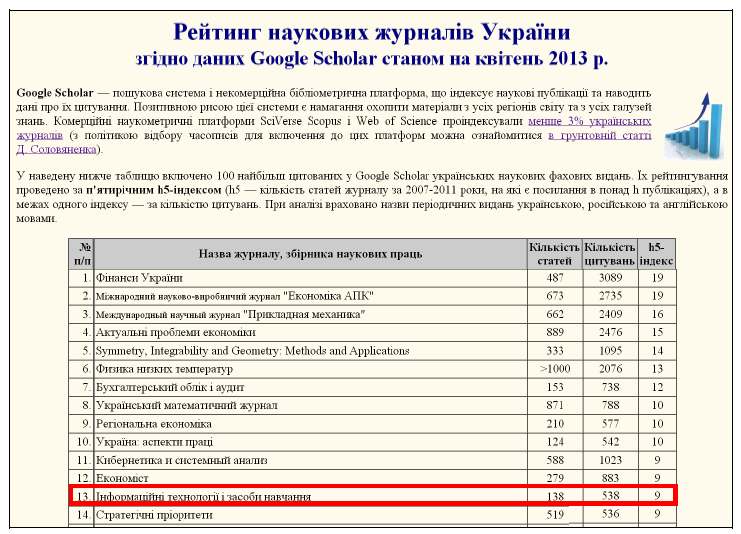 Рейтинг наукових журналів України
згідно даних Google Scholar станом на квітень 2013 р.
Google Scholar — пошукова система і некомерційна бібліометрична платформа, що індексує наукові публікації та наводить
дані про їх цитування. Позитивною рисою цієї системи є намагання охопити матеріали з усіх регіонів світу та з усіх галузей
знань. Комерційні наукометричні платформи SciVerse Scopus і Web of Science проіндексували менше 3% українських
журналів (з політикою відбору часописів для включення до цих платформ можна ознайомитися в грунтовній статті
Д. Соловяненка).
У наведену нижче таблицю включено 100 найбільш цитованих у Google Scholar українських наукових фахових видань. Їх рейтингування
проведено за п'ятирічним h5-індексом (h5 — кількість статей журналу за 2007-2011 роки, на які є посилання в понад h публікаціях), а в
межах одного індексу — за кількістю цитувань. При аналізі враховано назви періодичних видань українською, російською та англійською
мовами.
№ п/п Назва журналу, збірника наукових праць Кількість статей Кількість цитувань h5-індекс
1. Фінанси України 487 3089 19
2. Міжнародний науково-виробничий журнал "Економіка АПК" 673 2735 19
3. Международный научный журнал "Прикладная механика" 662 2409 16
4. Актуальні проблеми економіки 889 2476 15
5. Symmetry, Integrability and Geometry: Methods and Applications 333 1095 14
6. Физика низких температур >1000 2076 13
7. Бухгалтерський облік і аудит 153 738 12
8. Український математичний журнал 871 788 10
9. Регіональна економіка 210 577 10
10. Україна: аспекти праці 124 542 10
11. Кибернетика и системный анализ 588 1023 9
12. Економіст 279 883 9
13. Інформаційні технології і засоби навчання 138 538 9
14. Стратегічні пріоритети 519 536 9